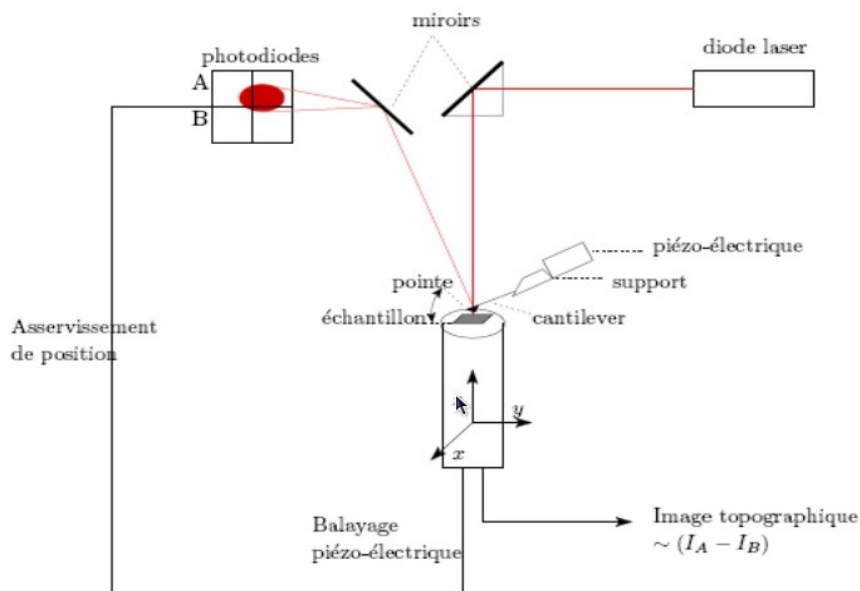 miroirs
photodiodes
diode laser
A
B
piézo-électrique
pointe
support
échantillon
cantilever
Asservissement
de position
y
x
Balayage
piézo-électrique
Image topographique
∼ (I_A − I_B)